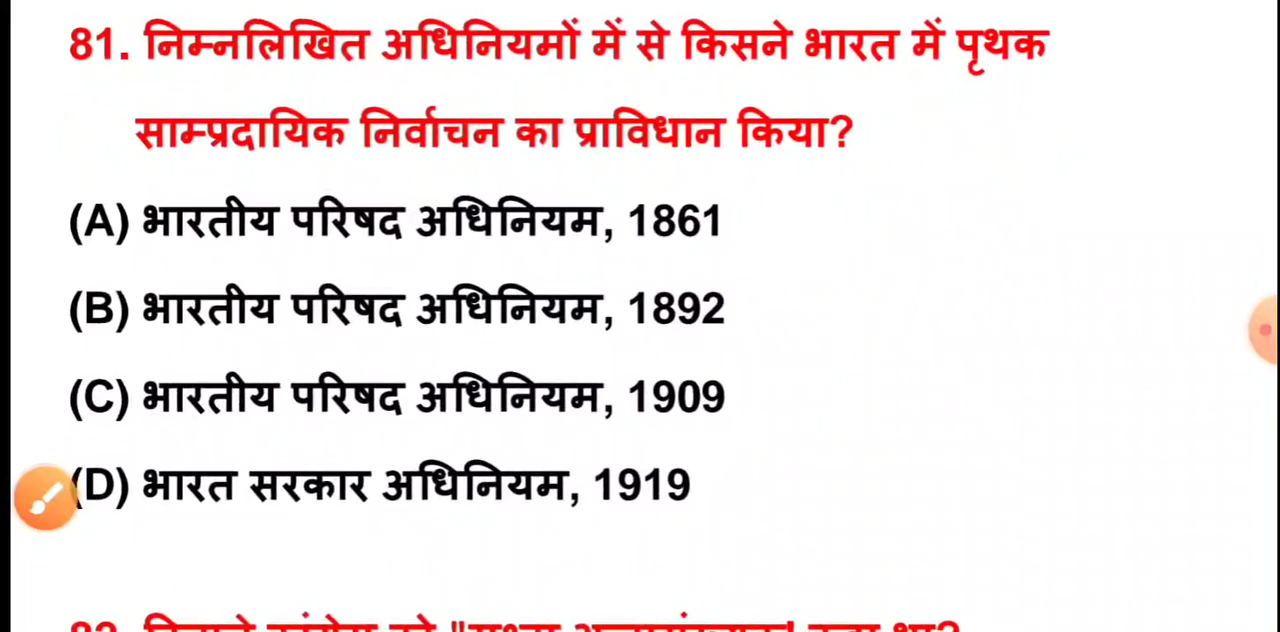 81. निम्नलिखित अधिनियमों में से किसने भारत में पृथक
साम्प्रदायिक निर्वाचन का प्राविधान किया?
(A) भारतीय परिषद अधिनियम, 1861
(B) भारतीय परिषद अधिनियम, 1892
(C) भारतीय परिषद अधिनियम, 1909
(D) भारत सरकार अधिनियम, 1919